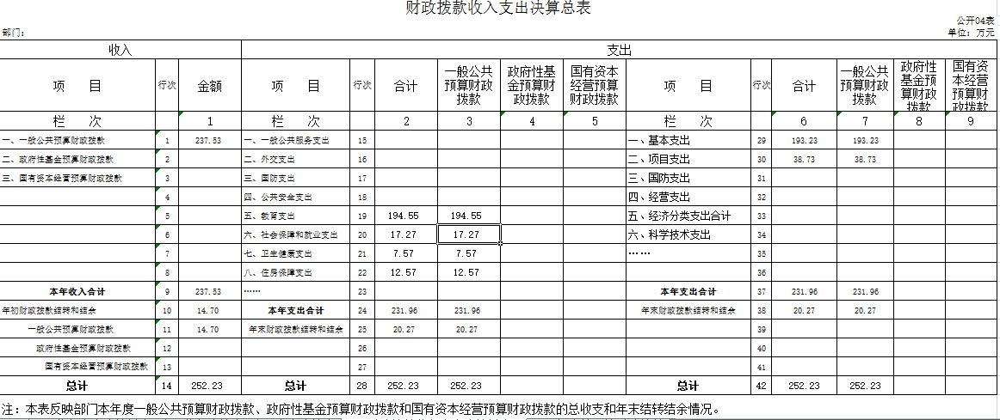 财政拨款收入支出决算总表
公开04表
部门： 单位：万元
收入 支出
项 目 行次 金额 项 目 行次 合计 一般公共预算财政拨款 政府性基金预算财政拨款 国有资本经营预算财政拨款 项 目 行次 合计 一般公共预算财政拨款 政府性基金预算财政拨款 国有资本经营预算财政拨款
栏 次 1 栏 次 2 3 4 5 栏 次 6 7 8 9
一、一般公共预算财政拨款 1 237.53 一、一般公共服务支出 15 一、基本支出 29 193.23 193.23
二、政府性基金预算财政拨款 2 二、外交支出 16 二、项目支出 30 38.73 38.73
三、国有资本经营预算财政拨款 3 三、国防支出 17 三、国防支出 31
4 四、公共安全支出 18 四、经营支出 32
5 五、教育支出 19 194.55 194.55 五、经济分类支出合计 33
6 六、社会保障和就业支出 20 17.27 17.27 六、科学技术支出 34
7 七、卫生健康支出 21 7.57 7.57 …… 35
8 八、住房保障支出 22 12.57 12.57 36
本年收入合计 9 237.53 …… 23 本年支出合计 37 231.96 231.96
年初财政拨款结转和结余 10 14.70 本年支出合计 24 231.96 231.96 年末财政拨款结转和结余 38 20.27 20.27
一般公共预算财政拨款 11 14.70 年末财政拨款结转和结余 25 20.27 20.27 39
政府性基金预算财政拨款 12 26 40
国有资本经营预算财政拨款 13 27 41
总计 14 252.23 总计 28 252.23 252.23 总计 42 252.23 252.23
注：本表反映部门本年度一般公共预算财政拨款、政府性基金预算财政拨款和国有资本经营预算财政拨款的总收支和年末结转结余情况。